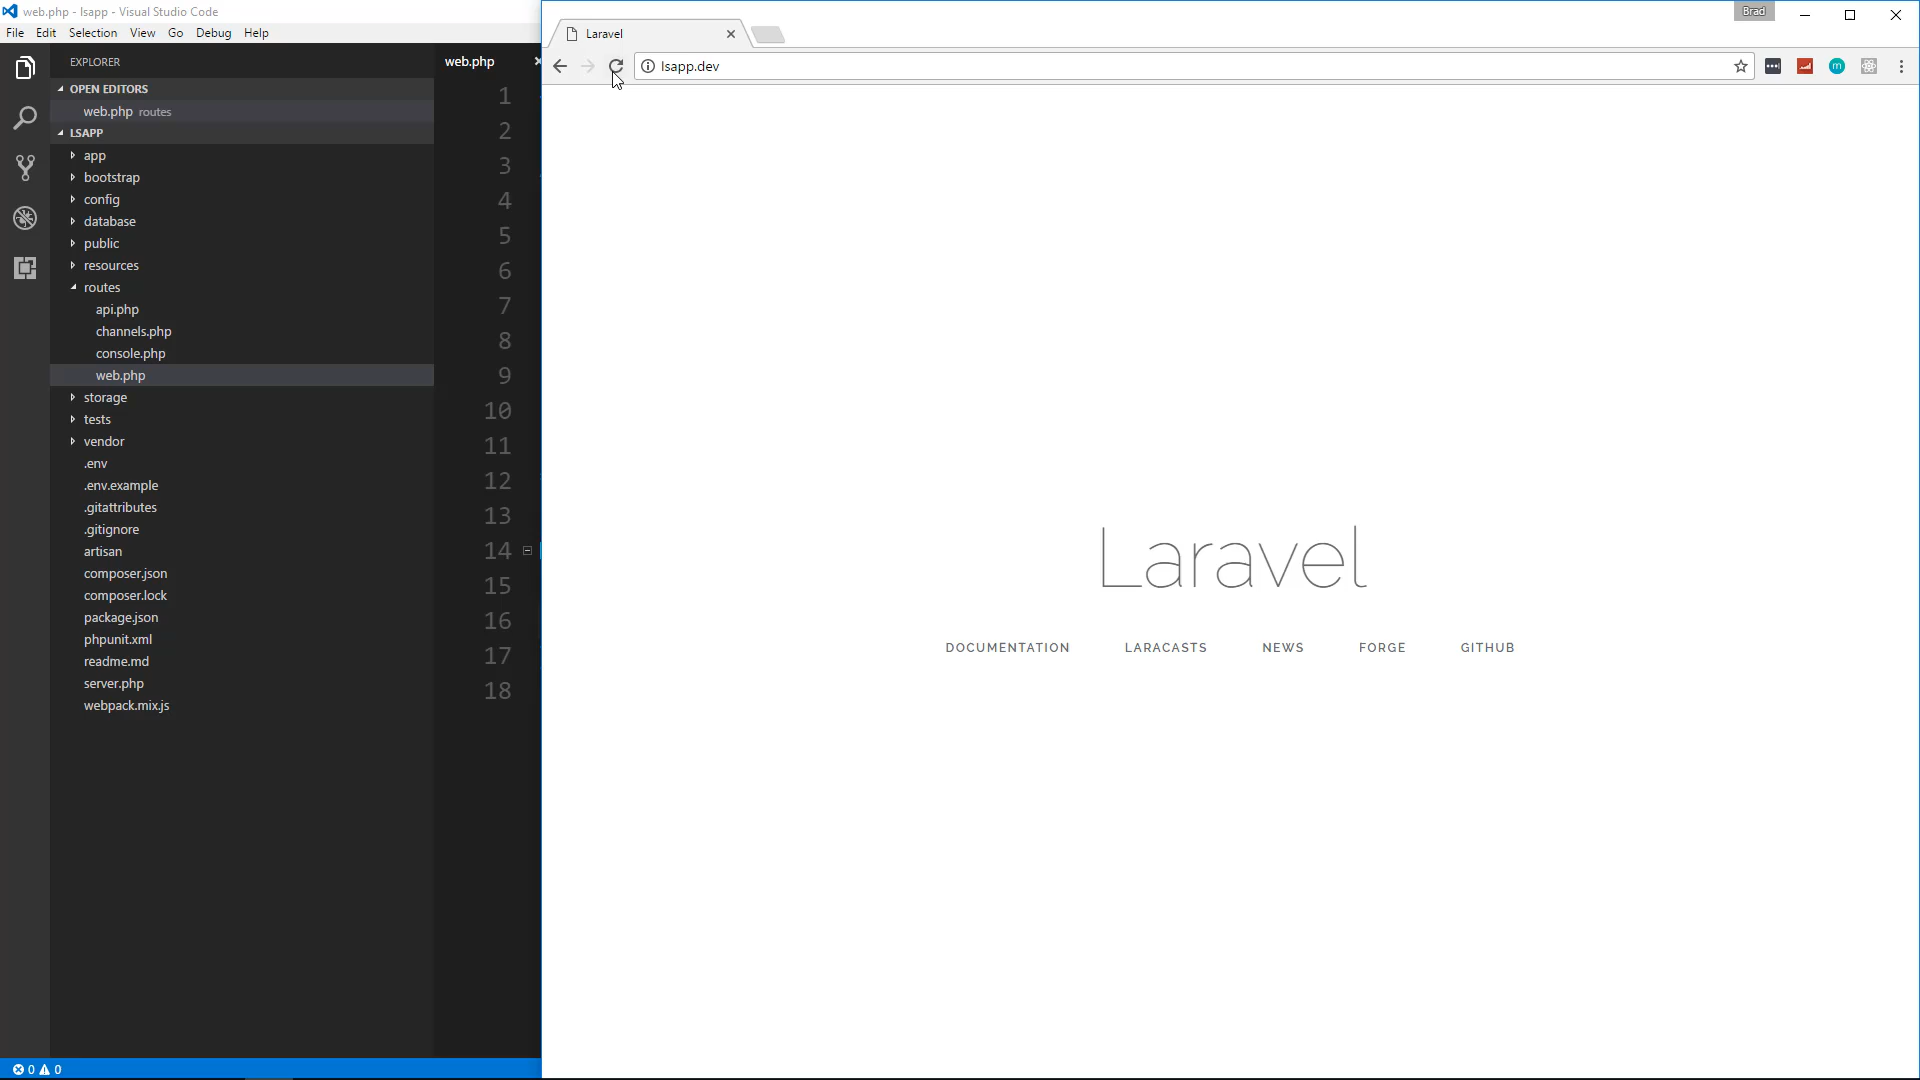 web.php - lsapp - Visual Studio Code
File Edit Selection View Go Debug Help
EXPLORER
OPEN EDITORS
web.php routes
LSAPP
app
bootstrap
config
database
public
resources
routes
api.php
channels.php
console.php
web.php
storage
tests
vendor
.env
.env.example
.gitattributes
.gitignore
artisan
composer.json
composer.lock
package.json
phpunit.xml
readme.md
server.php
webpack.mix.js
0 0
web.php
1
2
3
4
5
6
7
8
9
10
11
12
13
14
15
16
17
18
Brad
Laravel
lsapp.dev
m
Laravel
DOCUMENTATION LARACASTS NEWS FORGE GITHUB